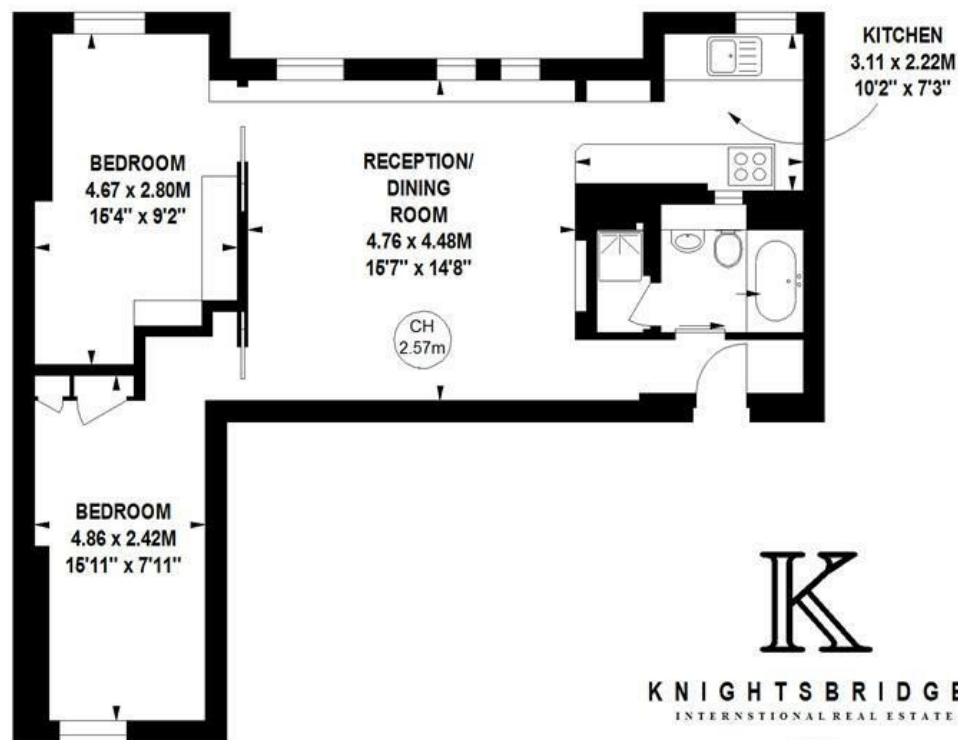 KITCHEN
3.11 x 2.22M
10'2" x 7'3"
BEDROOM
4.67 x 2.80M
15'4" x 9'2"
RECEPTION/
DINING
ROOM
4.76 x 4.48M
15'7" x 14'8"
CH
2.57m
BEDROOM
4.86 x 2.42M
15'11" x 7'11"
K
KNIGHTSBRIDGE
INTERNSTIONAL REAL ESTATE